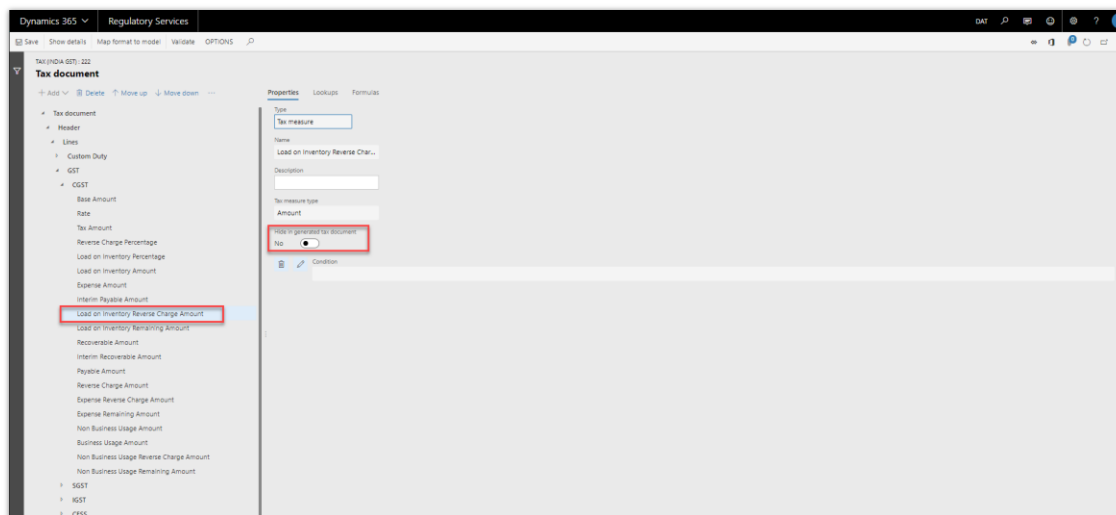 Dynamics 365 Regulatory Services DAT ?
Save Show details Map format to model Validate OPTIONS
TAX (INDIA GST) : 222
Tax document
+ Add Delete Move up Move down ...
Properties Lookups Formulas
Tax document
Header
Lines
Custom Duty
GST
CGST
Base Amount
Rate
Tax Amount
Reverse Charge Percentage
Load on Inventory Percentage
Load on Inventory Amount
Expense Amount
Interim Payable Amount
Load on Inventory Reverse Charge Amount
Load on Inventory Remaining Amount
Recoverable Amount
Interim Recoverable Amount
Payable Amount
Reverse Charge Amount
Expense Reverse Charge Amount
Expense Remaining Amount
Non Business Usage Amount
Business Usage Amount
Non Business Usage Reverse Charge Amount
Non Business Usage Remaining Amount
SGST
IGST
CESS
Type
Tax measure
Name
Load on Inventory Reverse Char...
Description
Tax measure type
Amount
Hide in generated tax document
No
Condition